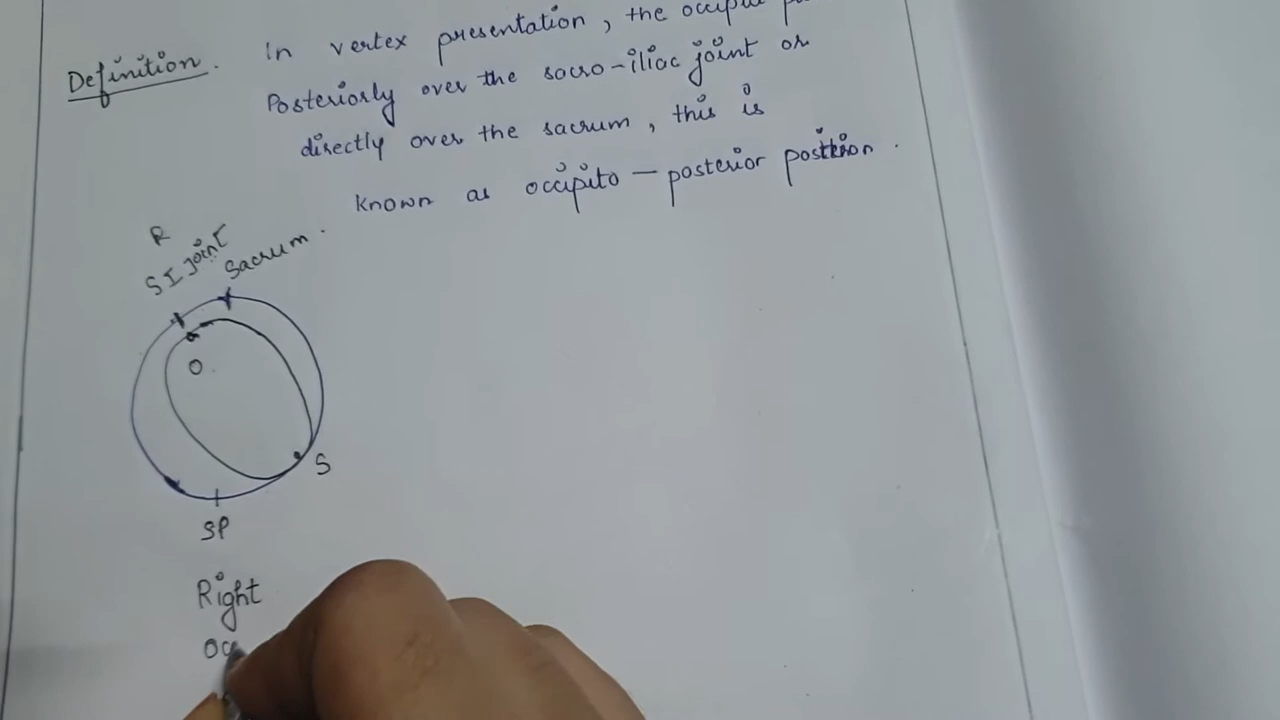 Definition. In vertex presentation, the occipit
Posteriorly over the sacro-iliac joint or
directly over the sacrum, this is
known as occipito - posterior position.
R
SI joint
Sacrum.
O
S
SP
Right